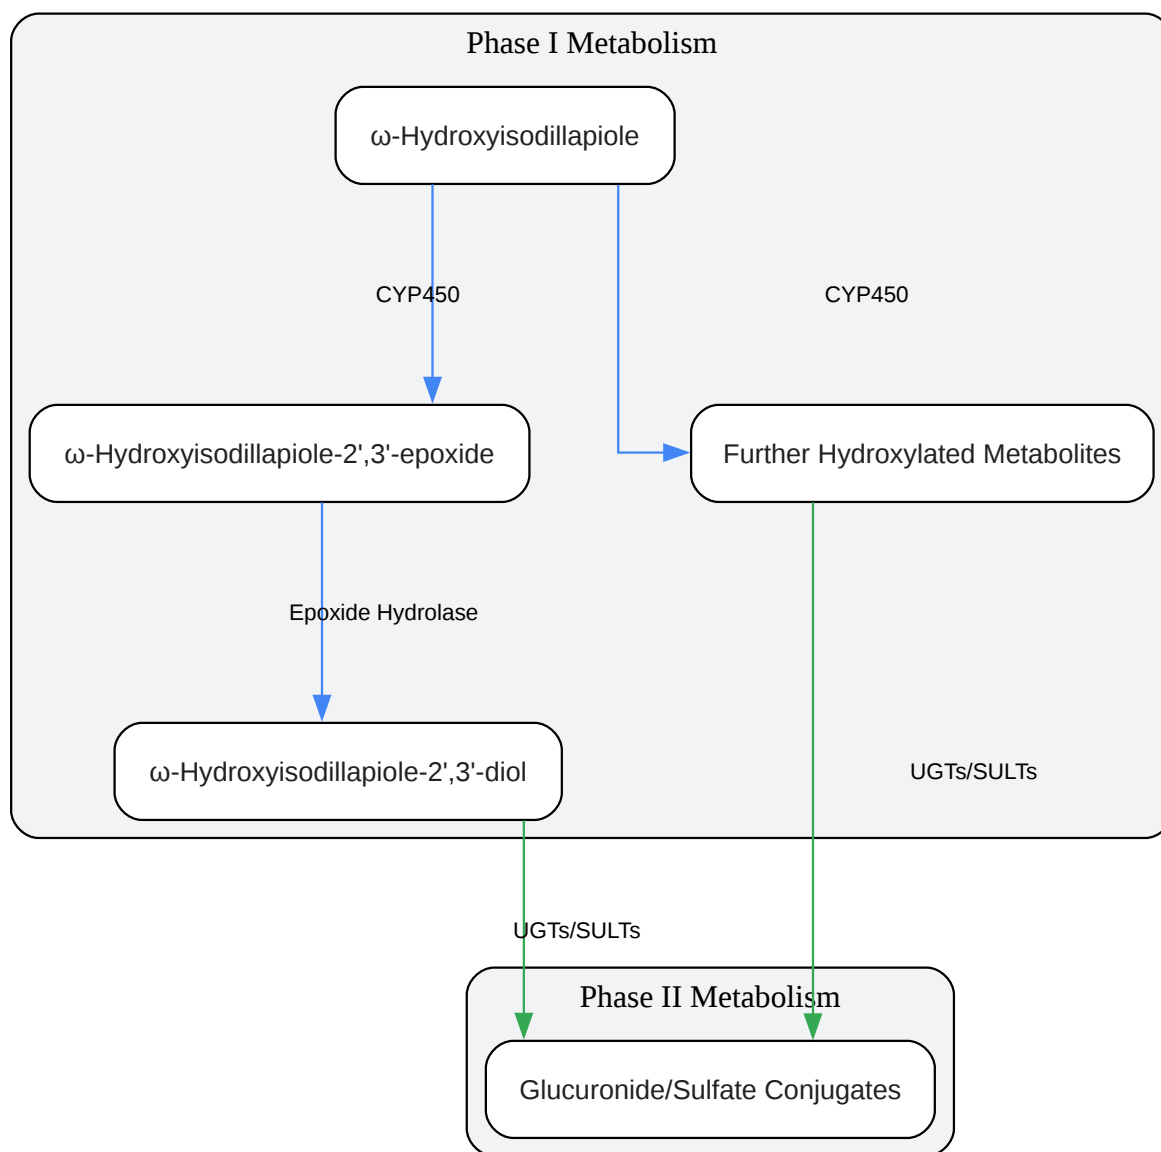 Phase I Metabolism
ω-Hydroxyisodillapiole
CYP450
CYP450
ω-Hydroxyisodillapiole-2',3'-epoxide
Further Hydroxylated Metabolites
Epoxide Hydrolase
ω-Hydroxyisodillapiole-2',3'-diol
UGTs/SULTs
UGTs/SULTs
Phase II Metabolism
Glucuronide/Sulfate Conjugates